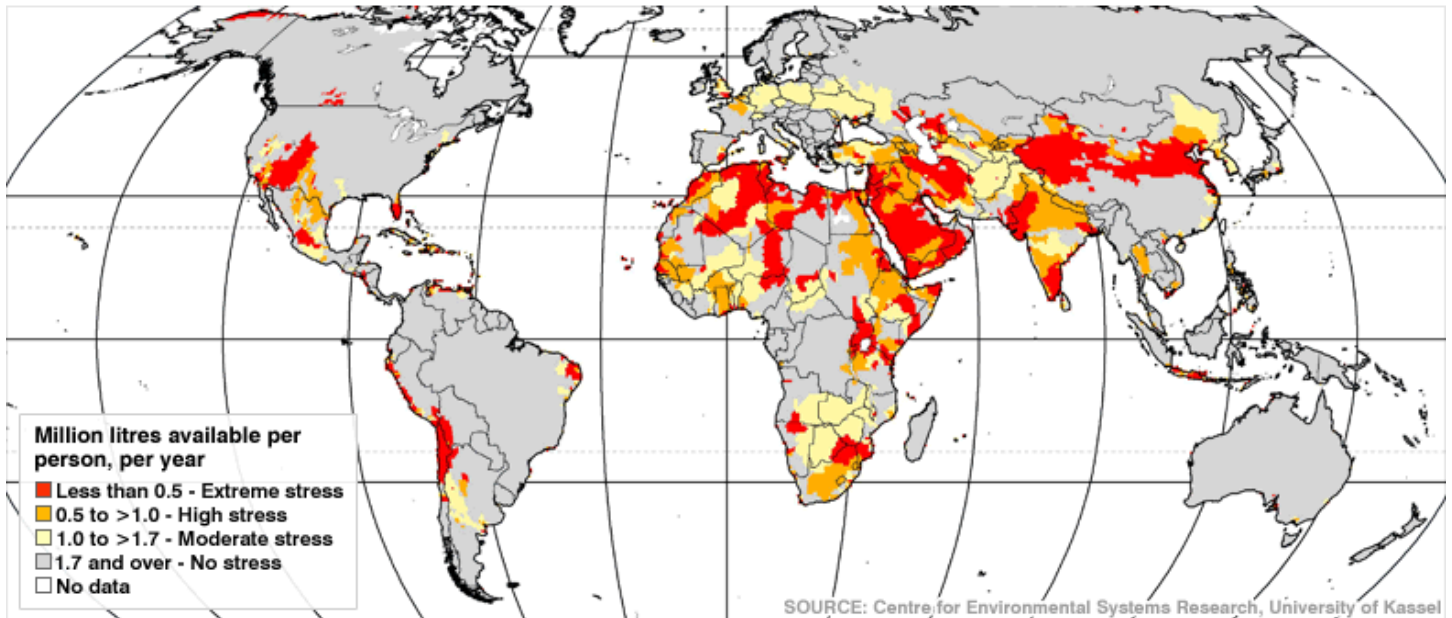 Million litres available per
person, per year
Less than 0.5 - Extreme stress
0.5 to >1.0 - High stress
1.0 to >1.7 - Moderate stress
1.7 and over - No stress
No data
SOURCE: Centre for Environmental Systems Research, University of Kassel